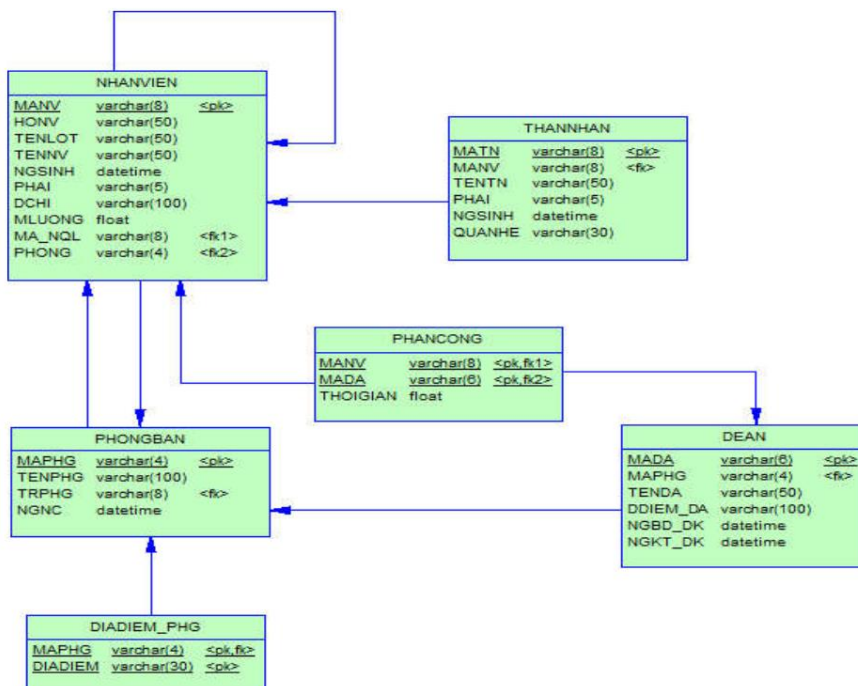 NHANVIEN
MANV varchar(8) <pk>
HONV varchar(50)
TENLOT varchar(50)
TENNV varchar(50)
NGSINH datetime
PHAI varchar(5)
DCHI varchar(100)
MLUONG float
MA_NQL varchar(8) <fk1>
PHONG varchar(4) <fk2>
THANNHAN
MATN varchar(8) <pk>
MANV varchar(8) <fk>
TENTN varchar(50)
PHAI varchar(5)
NGSINH datetime
QUANHE varchar(30)
PHANCONG
MANV varchar(8) <pk,fk1>
MADA varchar(6) <pk,fk2>
THOIGIAN float
PHONGBAN
MAPHG varchar(4) <pk>
TENPHG varchar(100)
TRPHG varchar(8) <fk>
NGNC datetime
DEAN
MADA varchar(6) <pk>
MAPHG varchar(4) <fk>
TENDA varchar(50)
DDIEM_DA varchar(100)
NGBD_DK datetime
NGKT_DK datetime
DIADIEM_PHG
MAPHG varchar(4) <pk,fk>
DIADIEM varchar(30) <pk>